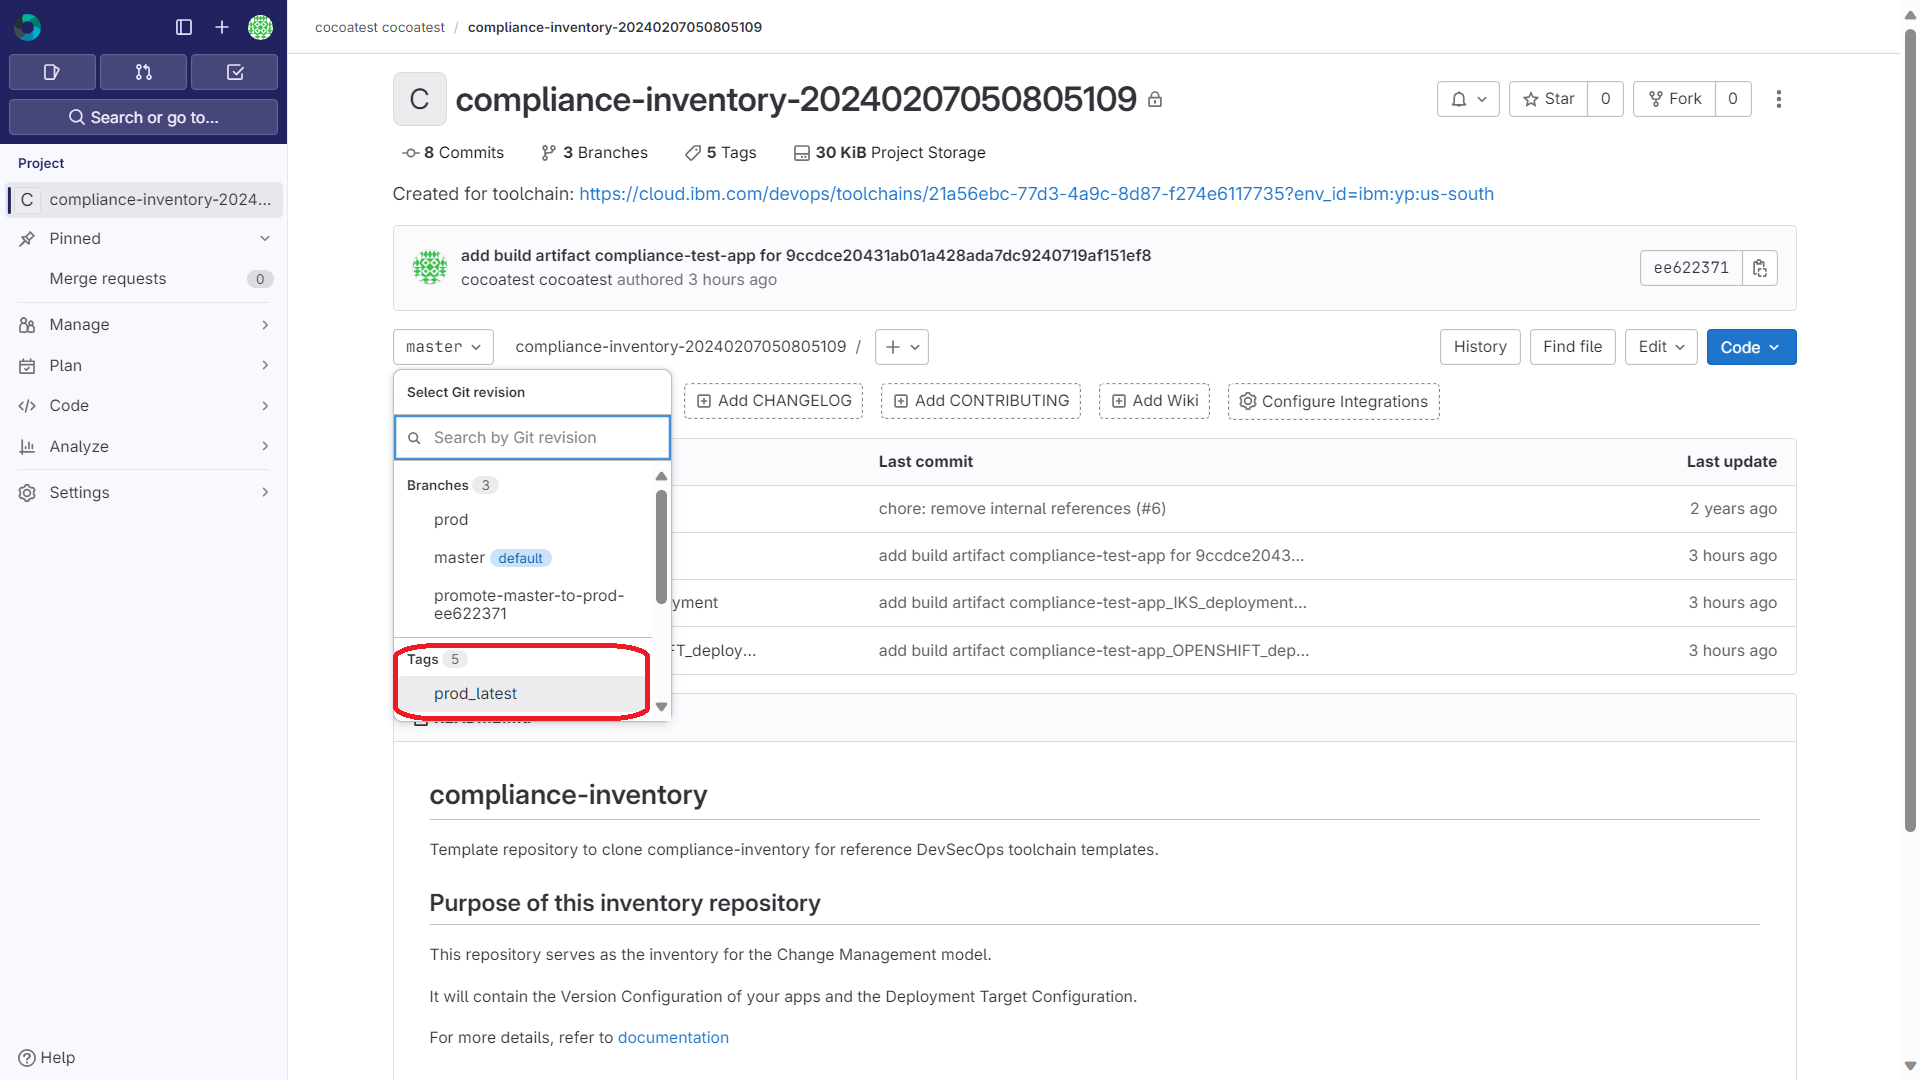 cocoatest cocoatest / compliance-inventory-20240207050805109
Search or go to...
Project
C compliance-inventory-2024...
Pinned
Merge requests 0
Manage
Plan
Code
Analyze
Settings
Help
C compliance-inventory-20240207050805109
Star 0
Fork 0
8 Commits 3 Branches 5 Tags 30 KiB Project Storage
Created for toolchain: https://cloud.ibm.com/devops/toolchains/21a56ebc-77d3-4a9c-8d87-f274e6117735?env_id=ibm:yp:us-south
add build artifact compliance-test-app for 9ccdce20431ab01a428ada7dc9240719af151ef8
cocoatest cocoatest authored 3 hours ago
ee622371
master compliance-inventory-20240207050805109 /
History Find file Edit Code
Select Git revision
Search by Git revision
Branches 3
prod
master default
promote-master-to-prod-
ee622371
Tags 5
prod_latest
Add CHANGELOG Add CONTRIBUTING Add Wiki Configure Integrations
Last commit Last update
chore: remove internal references (#6) 2 years ago
add build artifact compliance-test-app for 9ccdce2043... 3 hours ago
yment add build artifact compliance-test-app_IKS_deployment... 3 hours ago
FT_deploy... add build artifact compliance-test-app_OPENSHIFT_dep... 3 hours ago
compliance-inventory
Template repository to clone compliance-inventory for reference DevSecOps toolchain templates.
Purpose of this inventory repository
This repository serves as the inventory for the Change Management model.
It will contain the Version Configuration of your apps and the Deployment Target Configuration.
For more details, refer to documentation